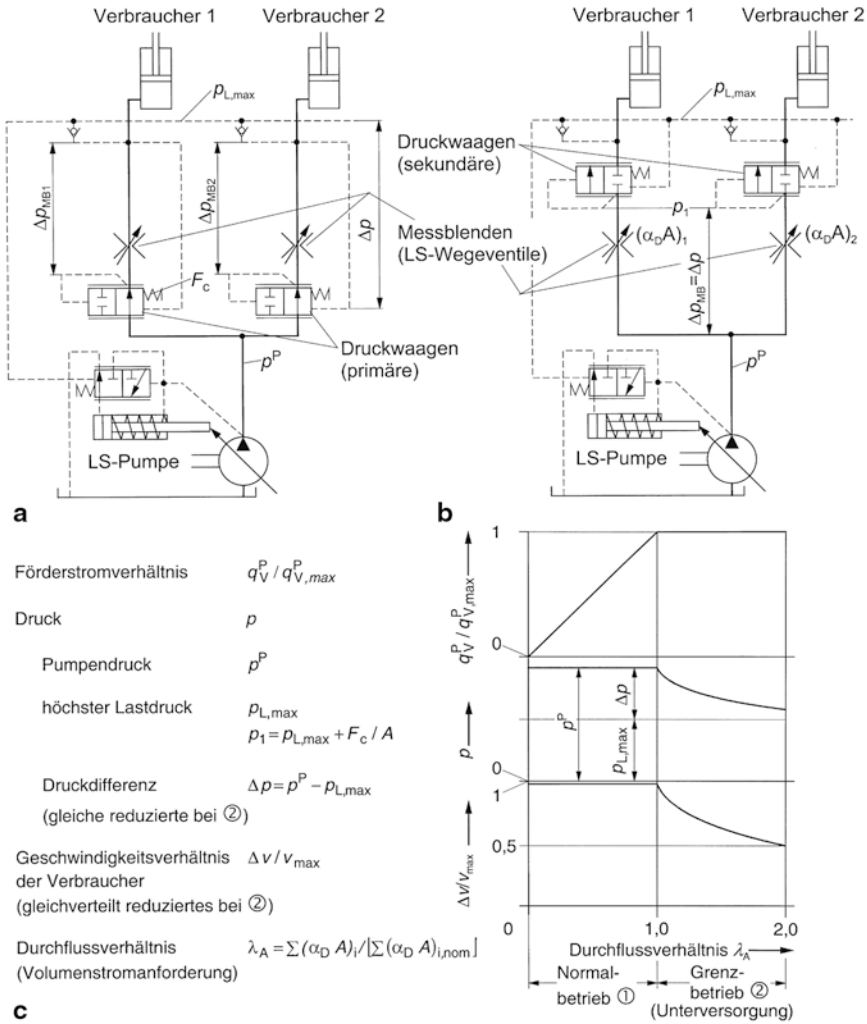 Verbraucher 1
Verbraucher 2
p_L,max
Δp_MB1
Δp_MB2
Δp
F_c
p^P
LS-Pumpe
a
Druckwaagen
(sekundäre)
Messblenden
(LS-Wegeventile)
Druckwaagen
(primäre)
Verbraucher 1
Verbraucher 2
p_L,max
p_1
(α_D A)_1
(α_D A)_2
Δp_MB=Δp
p^P
LS-Pumpe
b
Förderstromverhältnis q_V^P / q_V,max^P
Druck p
Pumpendruck p^P
höchster Lastdruck p_L,max
p_1 = p_L,max + F_c / A
Druckdifferenz Δp = p^P − p_L,max
(gleiche reduzierte bei ②)
Geschwindigkeitsverhältnis Δv / v_max
der Verbraucher
(gleichverteilt reduziertes bei ②)
Durchflussverhältnis λ_A = ∑(α_D A)_i / [∑(α_D A)_i,nom]
(Volumenstromanforderung)
c
1
0
q_V^P / q_V,max^P
p
0
p^P
Δp
p_L,max
1
0,5
Δv/v_max
0
1,0
2,0
Durchflussverhältnis λ_A
Normal-
betrieb ①
Grenz-
betrieb ②
(Unterversorgung)